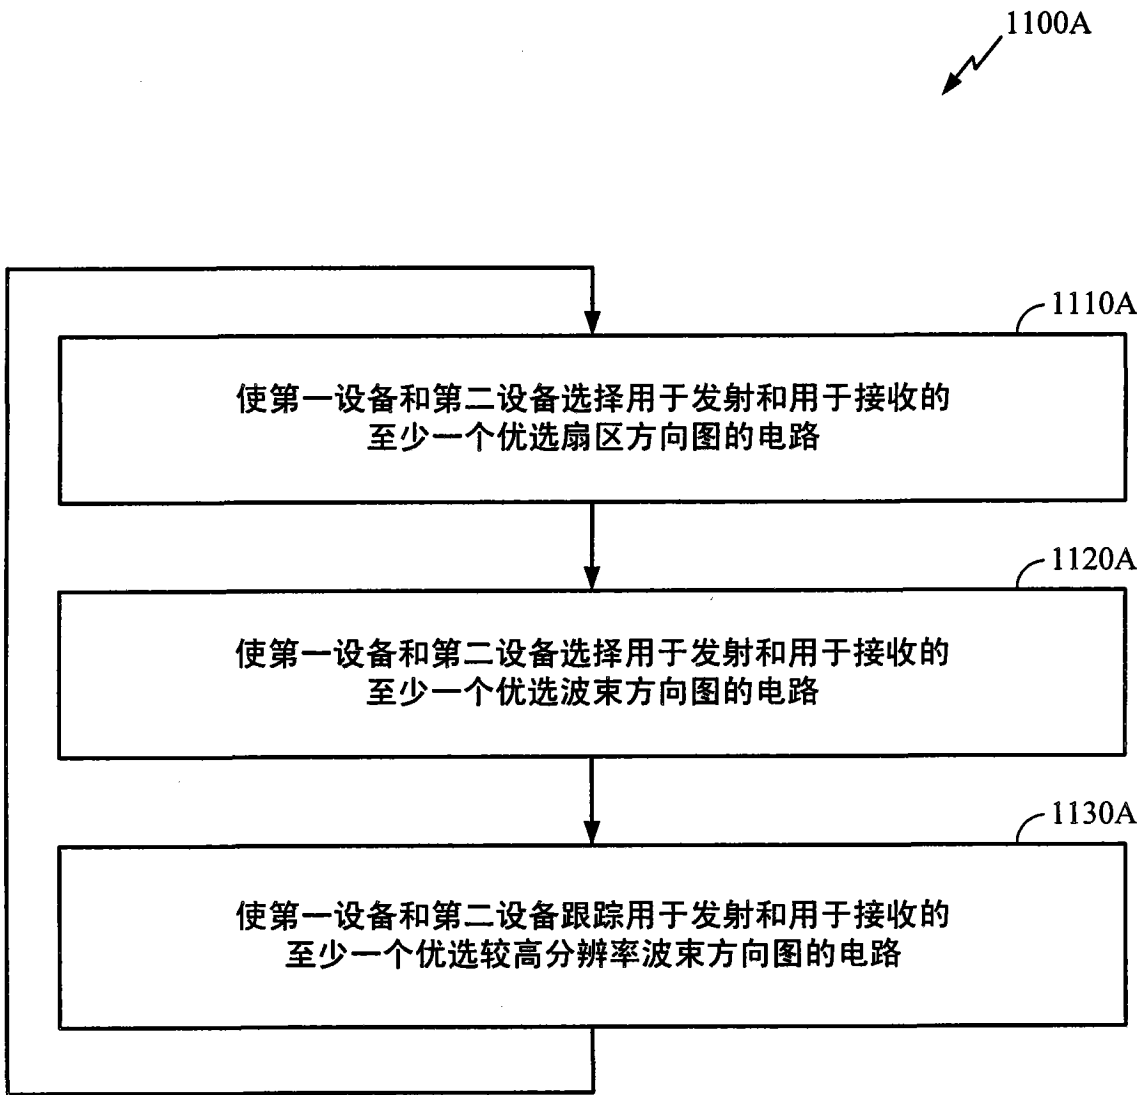 1100A
1110A
使第一设备和第二设备选择用于发射和用于接收的
至少一个优选扇区方向图的电路
1120A
使第一设备和第二设备选择用于发射和用于接收的
至少一个优选波束方向图的电路
1130A
使第一设备和第二设备跟踪用于发射和用于接收的
至少一个优选较高分辨率波束方向图的电路